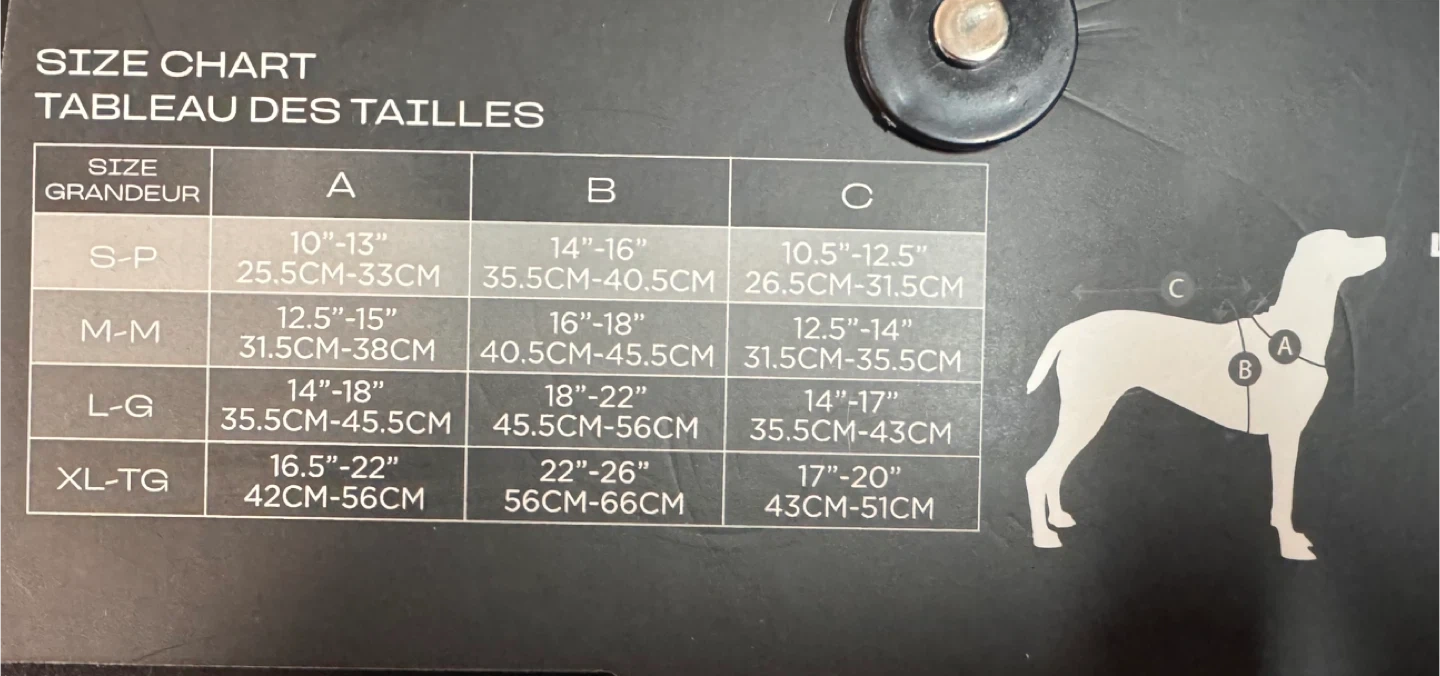 SIZE CHART
TABLEAU DES TAILLES
SIZE
GRANDEUR
A
B
C
S-P
10”-13”
25.5CM-33CM
14”-16”
35.5CM-40.5CM
10.5”-12.5”
26.5CM-31.5CM
M-M
12.5”-15”
31.5CM-38CM
16”-18”
40.5CM-45.5CM
12.5”-14”
31.5CM-35.5CM
L-G
14”-18”
35.5CM-45.5CM
18”-22”
45.5CM-56CM
14”-17”
35.5CM-43CM
XL-TG
16.5”-22”
42CM-56CM
22”-26”
56CM-66CM
17”-20”
43CM-51CM
C
A
B